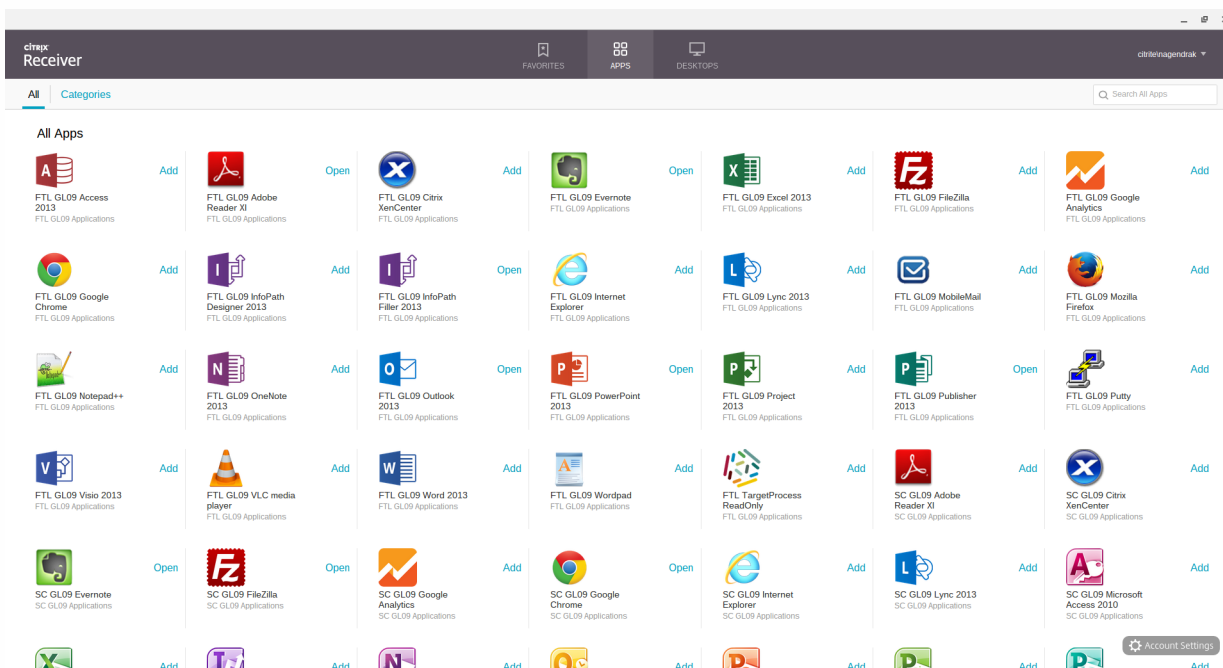 CITRIX
Receiver
FAVORITES
APPS
DESKTOPS
citrite\nagendrak
All
Categories
Search All Apps
All Apps
Add
Open
Add
Open
Add
Add
Add
FTL GL09 Access
2013
FTL GL09 Applications
FTL GL09 Adobe
Reader XI
FTL GL09 Applications
FTL GL09 Citrix
XenCenter
FTL GL09 Applications
FTL GL09 Evernote
FTL GL09 Applications
FTL GL09 Excel 2013
FTL GL09 Applications
FTL GL09 FileZilla
FTL GL09 Applications
FTL GL09 Google
Analytics
FTL GL09 Applications
Add
Add
Open
Add
Add
Add
Add
FTL GL09 Google
Chrome
FTL GL09 Applications
FTL GL09 InfoPath
Designer 2013
FTL GL09 Applications
FTL GL09 InfoPath
Filler 2013
FTL GL09 Applications
FTL GL09 Internet
Explorer
FTL GL09 Applications
FTL GL09 Lync 2013
FTL GL09 Applications
FTL GL09 MobileMail
FTL GL09 Applications
FTL GL09 Mozilla
Firefox
FTL GL09 Applications
Add
Add
Open
Open
Add
Open
Add
FTL GL09 Notepad++
FTL GL09 Applications
FTL GL09 OneNote
2013
FTL GL09 Applications
FTL GL09 Outlook
2013
FTL GL09 Applications
FTL GL09 PowerPoint
2013
FTL GL09 Applications
FTL GL09 Project
2013
FTL GL09 Applications
FTL GL09 Publisher
2013
FTL GL09 Applications
FTL GL09 Putty
FTL GL09 Applications
Add
Add
Add
Add
Add
Add
Add
FTL GL09 Visio 2013
FTL GL09 Applications
FTL GL09 VLC media
player
FTL GL09 Applications
FTL GL09 Word 2013
FTL GL09 Applications
FTL GL09 Wordpad
FTL GL09 Applications
FTL TargetProcess
ReadOnly
FTL GL09 Applications
SC GL09 Adobe
Reader XI
SC GL09 Applications
SC GL09 Citrix
XenCenter
SC GL09 Applications
Open
Open
Add
Open
Add
Add
Add
SC GL09 Evernote
SC GL09 Applications
SC GL09 FileZilla
SC GL09 Applications
SC GL09 Google
Analytics
SC GL09 Applications
SC GL09 Google
Chrome
SC GL09 Applications
SC GL09 Internet
Explorer
SC GL09 Applications
SC GL09 Lync 2013
SC GL09 Applications
SC GL09 Microsoft
Access 2010
SC GL09 Applications
Account Settings
Add
Add
Add
Add
Add
Add
Add